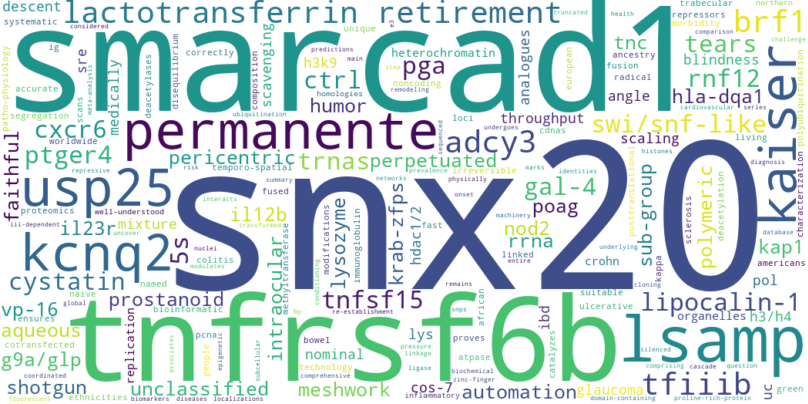 descent
lactotransferrin retirement
systematic
smarcad1
northern
trabecular
repressors
morbidity
brf1
considered
ig
correctly
disequilibrium
composition
scavenging
unique
e3
predictions
main
analogues
truncated
health
comparison
european
ancestry
fusion
radical
tnc
tears
blindness
rnf12
challenge
patho-physiology
accurate
segregation
scans
meta-analysis
sre
medically
deacetylases
ubiquitination
h3k9
heterochromatin
noncoding
ctrl
homologies
remodeling
pga
humor
step
angle
hla-dqa1
cardiovascular
series
kaiser
polyubiquitination
characterization
faithful
cxcr6
worldwide
permanente
loci
undergoes
sequenced
throughput
cdnas
swi/snf-like
scaling
living
ptger4
repressive
pericentric
temporo-spatial
trnas
perpetuated
adcy3
marks
identities
histones
diagnosis
proteomics
usp25
risk
summary
fused
prevalence
irreversible
physically
onset
gal-4
poag
sub-group
posttranslational
polymeric
deacetylation
database
well-understood
iii-dependent
uncover
il23r
mixture
interacts
il12b
lysozyme
immunoglobulin
modifications
networks
krab-zfps
hdac1/2
fast
machinery
nod2
rrna
linked
entire
underlying
crohn
sclerosis
kappa
kap1
americans
kcnq2
5s
nuclei
colitis
modulates
transformed
methyltransferase
conditioning
snx20
remains
cloning
pol
cystatin
named
intraocular
vp-16
naive
global
prostanoid
tnfsf15
african
suitable
ulcerative
silenced
lipocalin-1
organelles
h3/h4
ensures
bioinformatic
bp
re-establishment
snps
aqueous
cotransfected
tnfrsf6b
lsamp
replication
associates
pcna
people
epigenetic
subcellular
ibd
bowel
proves
lys
pressure
linkage
atpase
catalyzes
comprising
cascade
question
g9a/glp
coordinated
nominal
technology
comprehensive
ligase
biochemical
zinc-finger
tfiiib
shotgun
unclassified
meshwork
cos-7
automation
glaucoma
uc
green
fluorescent
ethnicities
biomarkers
diseases
localizations
inflammatory
domain-containing
proline-rich-protein